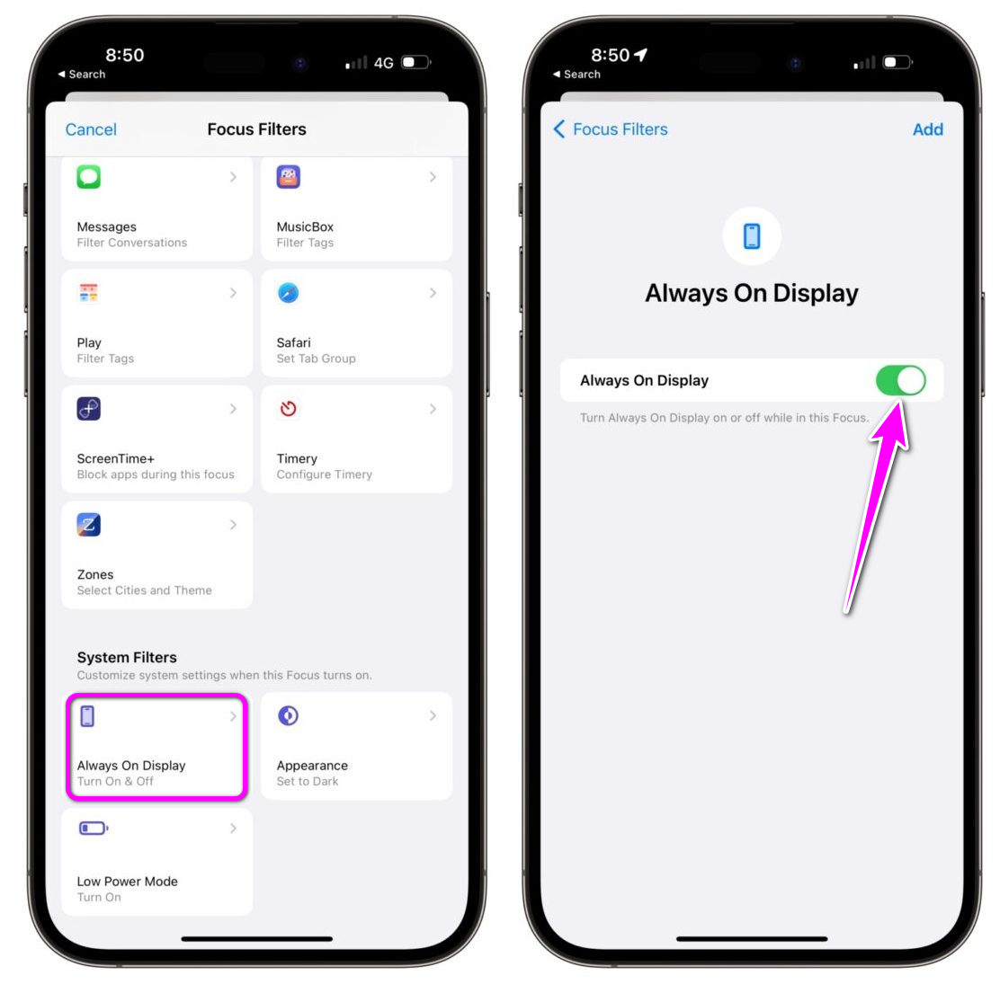 8:50
Search
4G
Cancel
Focus Filters
Messages
Filter Conversations
MusicBox
Filter Tags
Play
Filter Tags
Safari
Set Tab Group
ScreenTime+
Block apps during this focus
Timery
Configure Timery
Zones
Select Cities and Theme
System Filters
Customize system settings when this Focus turns on.
Always On Display
Turn On & Off
Appearance
Set to Dark
Low Power Mode
Turn On
8:50
Search
Focus Filters
Add
Always On Display
Always On Display
Turn Always On Display on or off while in this Focus.